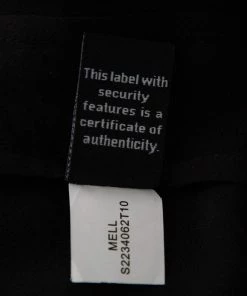 This label with
security
features is a
certificate of
authenticity.
MELL
S2234062T10